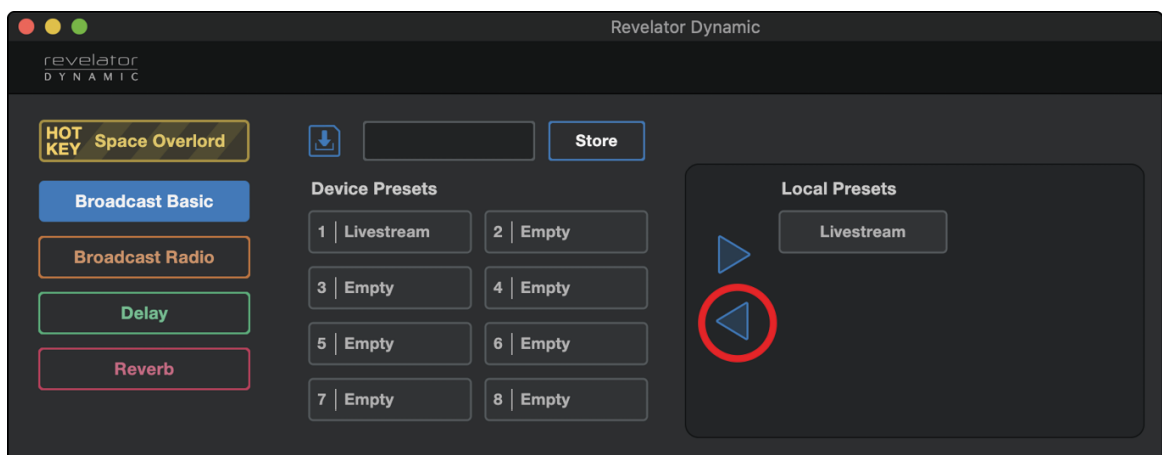 Revelator Dynamic
revelator
DYNAMIC
HOT KEY Space Overlord
Store
Broadcast Basic
Broadcast Radio
Delay
Reverb
Device Presets
1 | Livestream
2 | Empty
3 | Empty
4 | Empty
5 | Empty
6 | Empty
7 | Empty
8 | Empty
Local Presets
Livestream